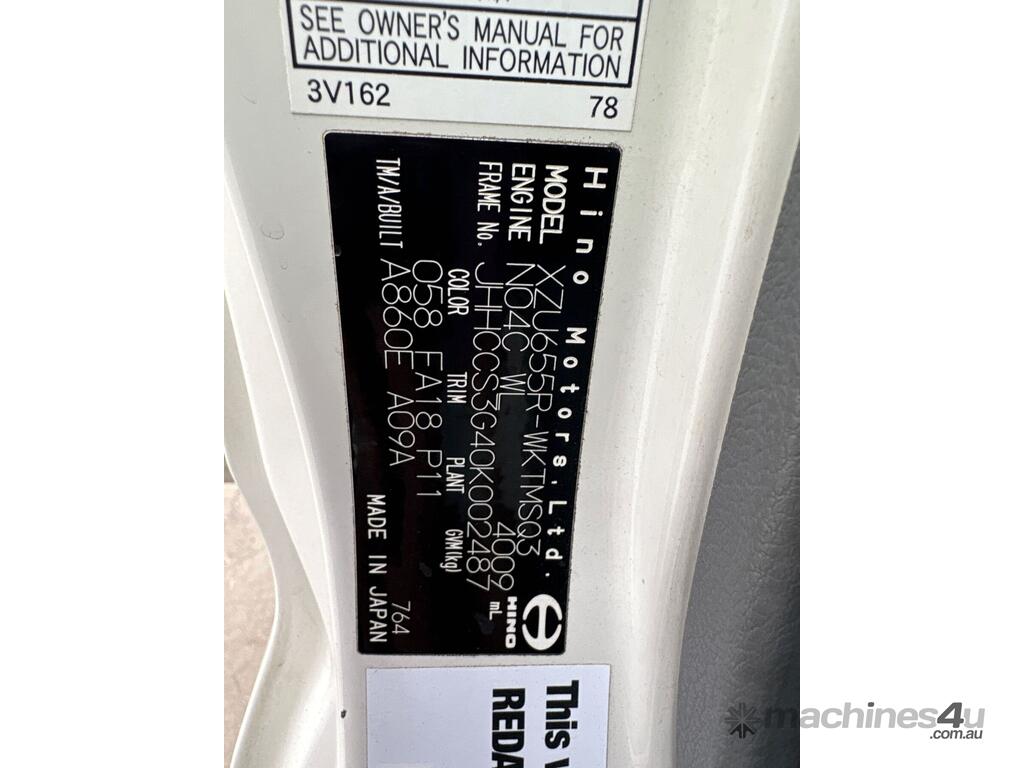 SEE OWNER'S MANUAL FOR
ADDITIONAL INFORMATION
3V162 78
Hino Motors, Ltd.
MODEL XZU655R-WKTMSQ3
ENGINE N04C WL 4009 mL
FRAME No. JHHCCS3G40K002487
COLOR TRIM PLANT GVM(kg)
058 EA18 P11
TM/A/BUILT A860E A09A
764
MADE IN JAPAN
HINO
This
REDA
machines4u
.com.au